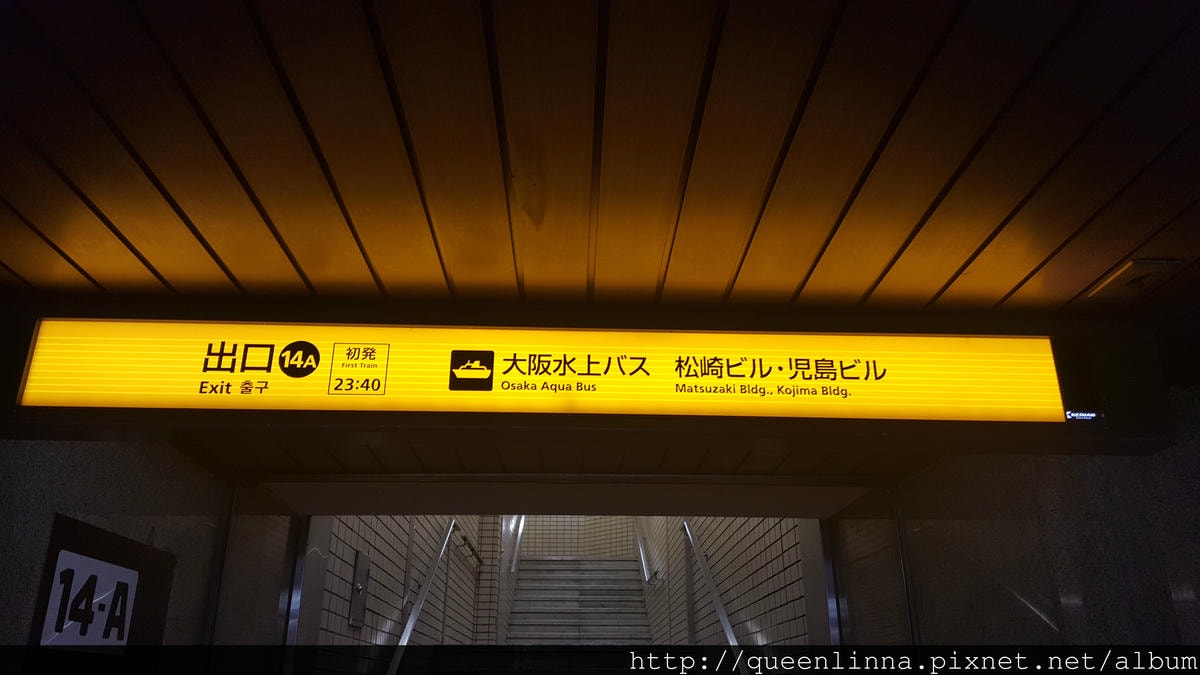 出口 14A
Exit 출구
初発
First Train
23:40
大阪水上バス
Osaka Aqua Bus
松崎ビル・児島ビル
Matsuzaki Bldg., Kojima Bldg.
14-A
http://queenlinna.pixnet.net/album